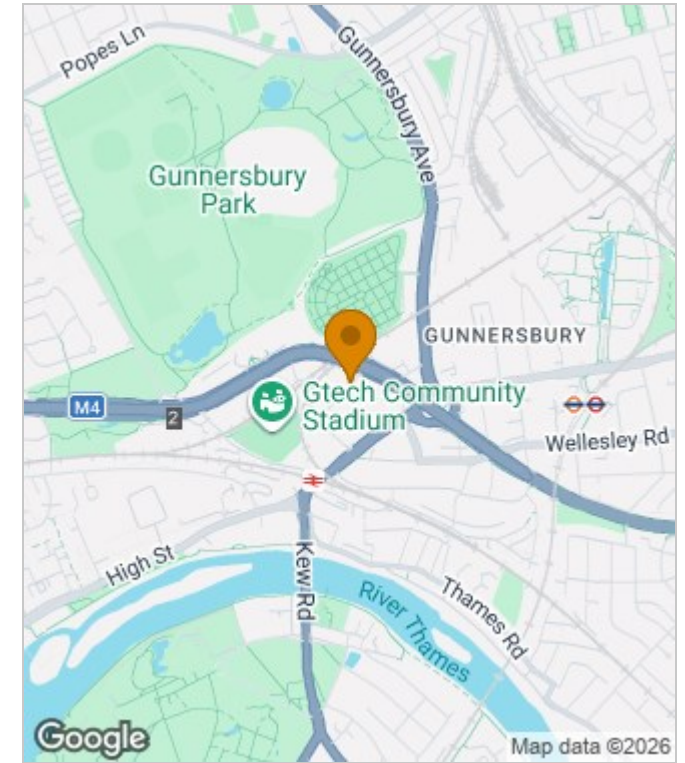 Popes Ln
Gunnersbury Ave
Gunnersbury
Park
GUNNERSBURY
M4
2
Gtech Community
Stadium
Wellesley Rd
High St
Kew Rd
River Thames
Thames Rd
Google
Map data ©2026